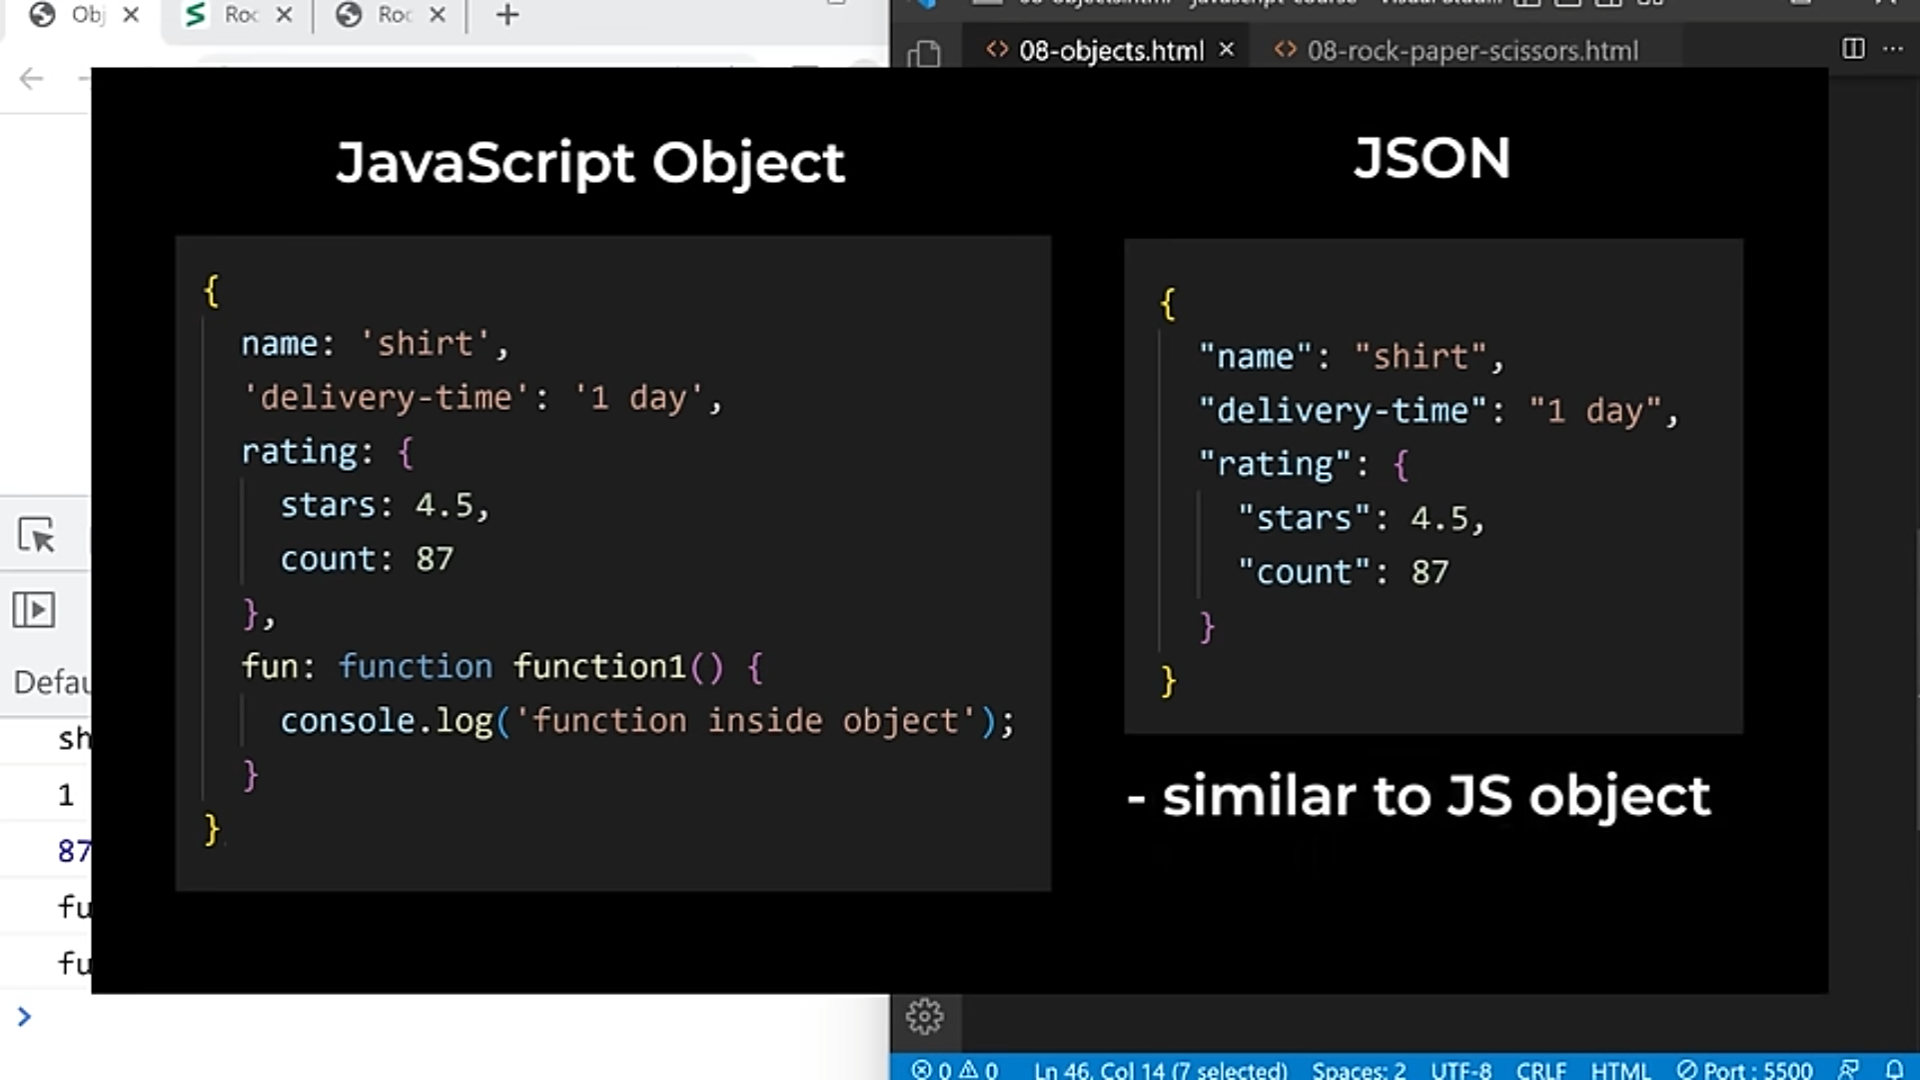 Obj
Roc
Roc
08-objects.html
08-rock-paper-scissors.html
JavaScript Object
{
name: 'shirt',
'delivery-time': '1 day',
rating: {
stars: 4.5,
count: 87
},
fun: function function1() {
console.log('function inside object');
}
}
JSON
{
"name": "shirt",
"delivery-time": "1 day",
"rating": {
"stars": 4.5,
"count": 87
}
}
- similar to JS object
Defau
sh
1
87
fu
fu
>
0 0 Ln 46, Col 14 (7 selected) Spaces: 2 UTF-8 CRLF HTML Port : 5500